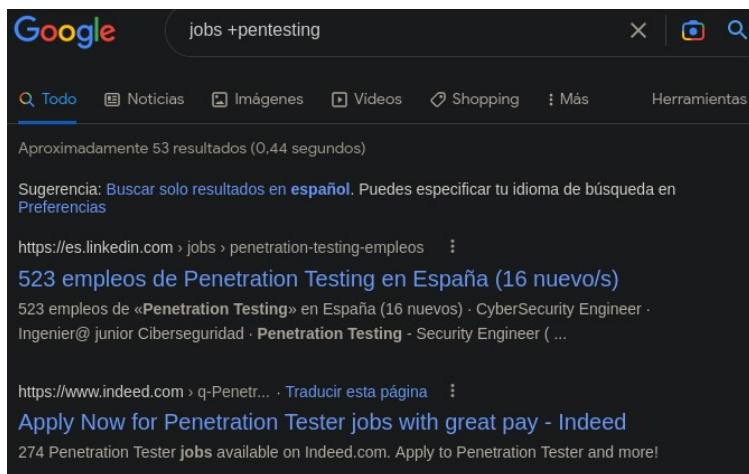 Google jobs +pentesting
Todo Noticias Imágenes Vídeos Shopping Más Herramientas
Aproximadamente 53 resultados (0,44 segundos)
Sugerencia: Buscar solo resultados en español. Puedes especificar tu idioma de búsqueda en
Preferencias
https://es.linkedin.com › jobs › penetration-testing-empleos
523 empleos de Penetration Testing en España (16 nuevo/s)
523 empleos de «Penetration Testing» en España (16 nuevos) · CyberSecurity Engineer ·
Ingenier@ junior Ciberseguridad · Penetration Testing - Security Engineer ( ...
https://www.indeed.com › q-Penetr... · Traducir esta página
Apply Now for Penetration Tester jobs with great pay - Indeed
274 Penetration Tester jobs available on Indeed.com. Apply to Penetration Tester and more!